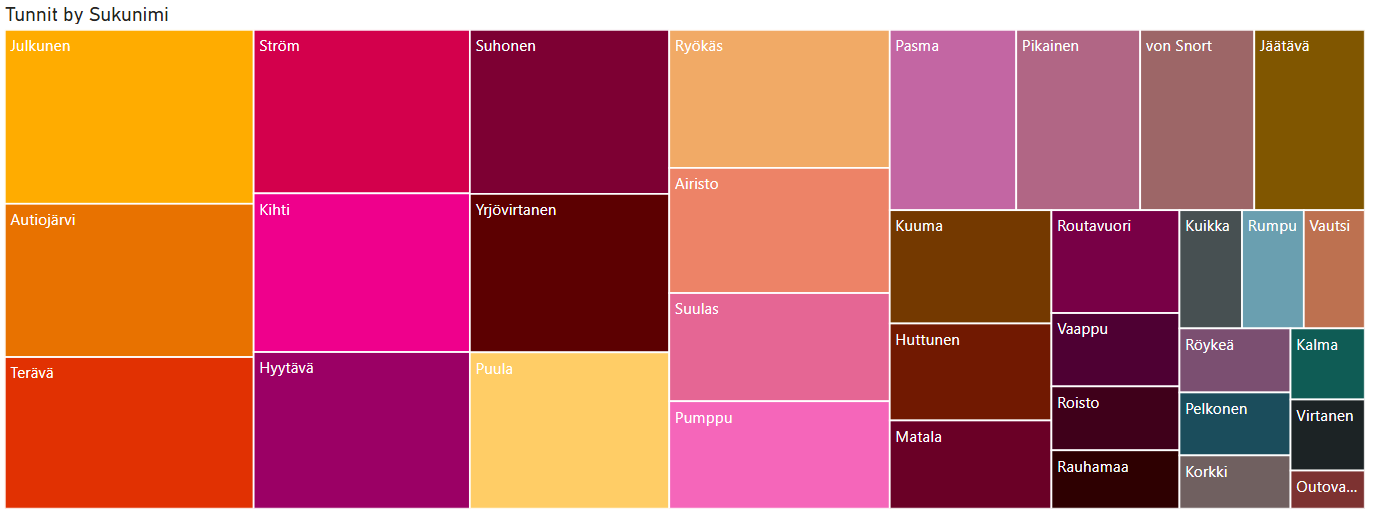 Tunnit by Sukunimi
Julkunen
Autiojärvi
Terävä
Ström
Kihti
Hyytävä
Suhonen
Yrjövirtanen
Puula
Ryökäs
Airisto
Suulas
Pumppu
Pasma
Pikainen
von Snort
Jäätävä
Kuuma
Huttunen
Matala
Routavuori
Vaappu
Roisto
Rauhamaa
Kuikka
Rumpu
Vautsi
Röykeä
Pelkonen
Korkki
Kalma
Virtanen
Outova...